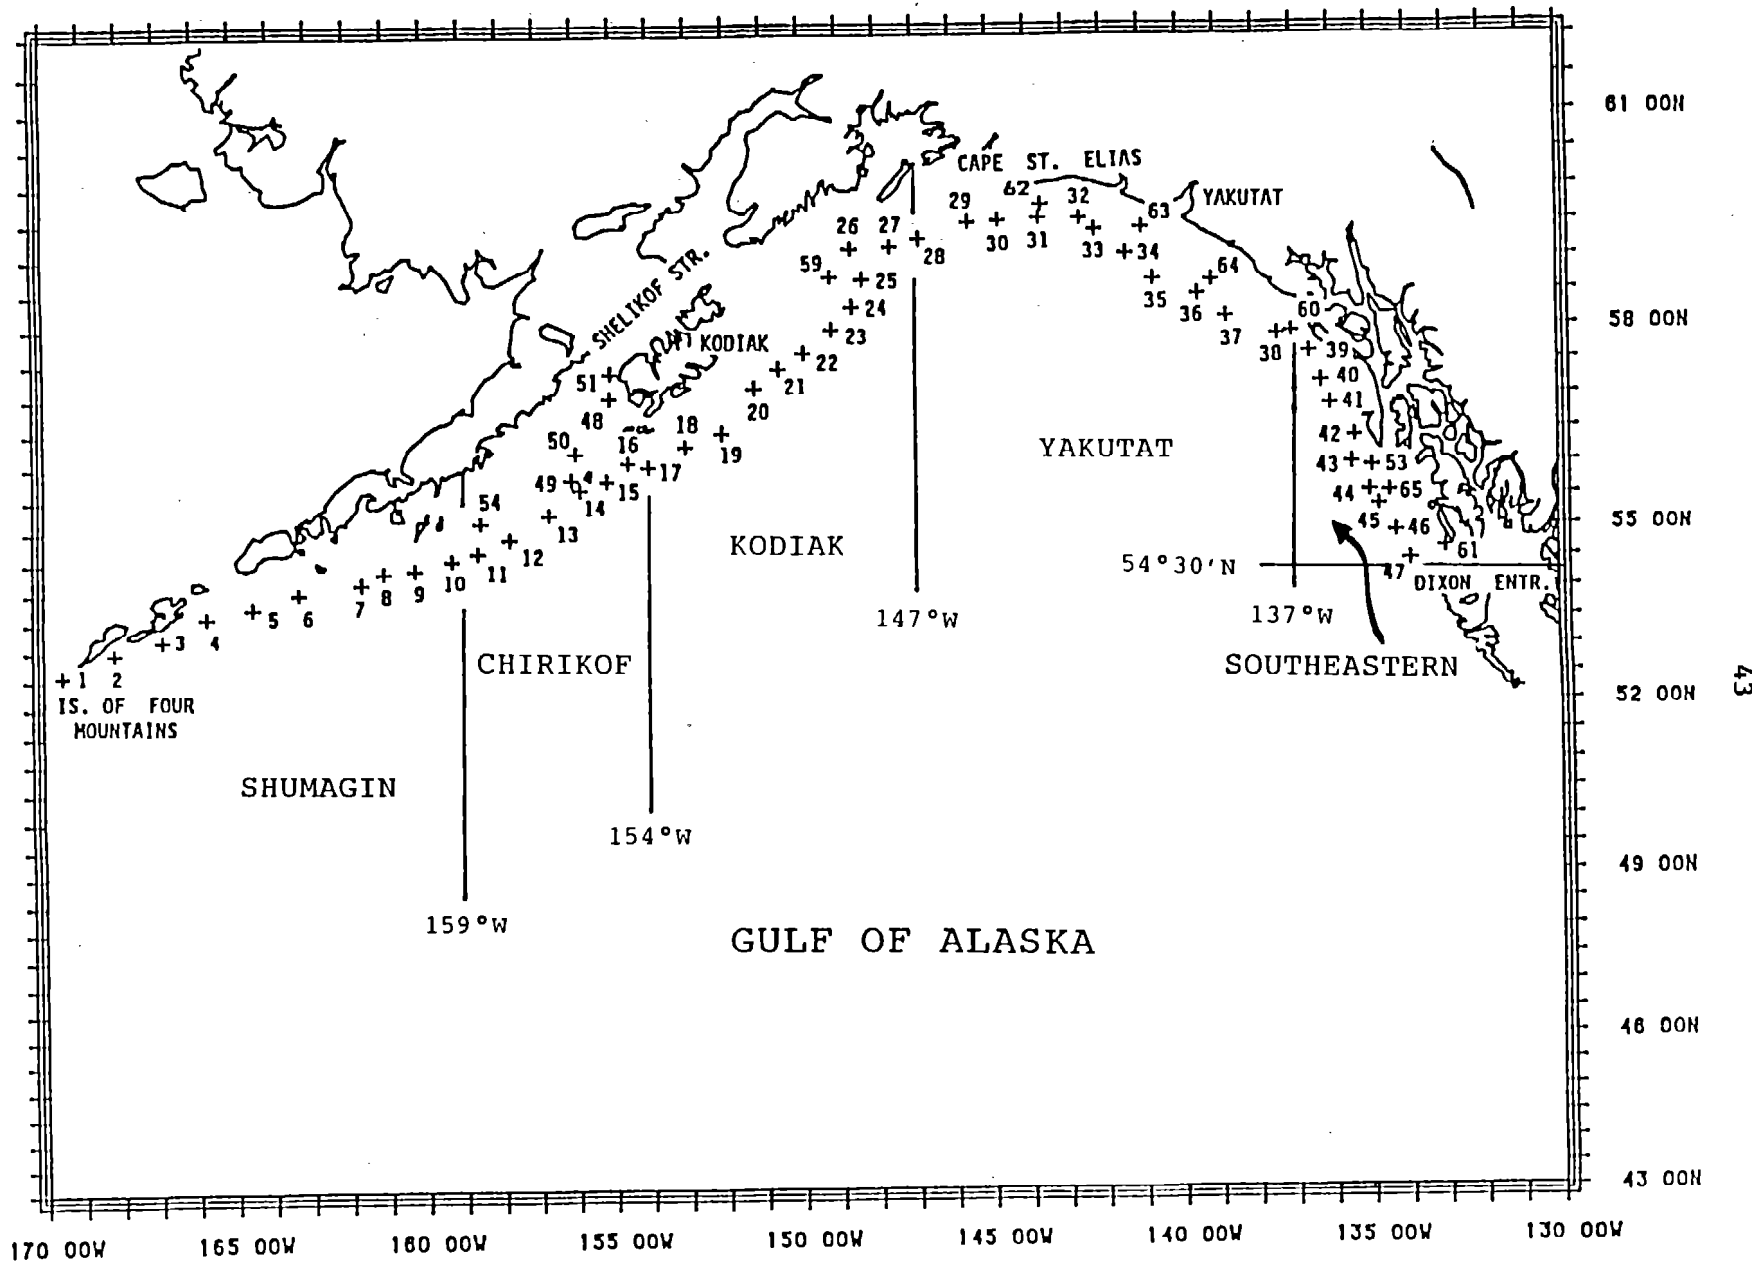 61 00N
CAPE ST. ELIAS
62 32
29 63 YAKUTAT
26 27 30 31 33 34
28
59 25 64
SHELIKOF STR.
24 35 36 60
58 00N
23 37
KODIAK 38 39
22
51 21 40
20 41
48 18
50 16 19 42
YAKUTAT
17 43 53
49 4 15 44 65
54 14
13 45 46
55 00N
KODIAK
12 61
11
10
9
8
7
6
5
4
3
54°30'N
47 DIXON ENTR.
147°W
137°W
CHIRIKOF
SOUTHEASTERN
1 2
43
52 00N
IS. OF FOUR
MOUNTAINS
SHUMAGIN
154°W
49 00N
159°W
GULF OF ALASKA
46 00N
43 00N
170 00W 165 00W 160 00W 155 00W 150 00W 145 00W 140 00W 135 00W 130 00W